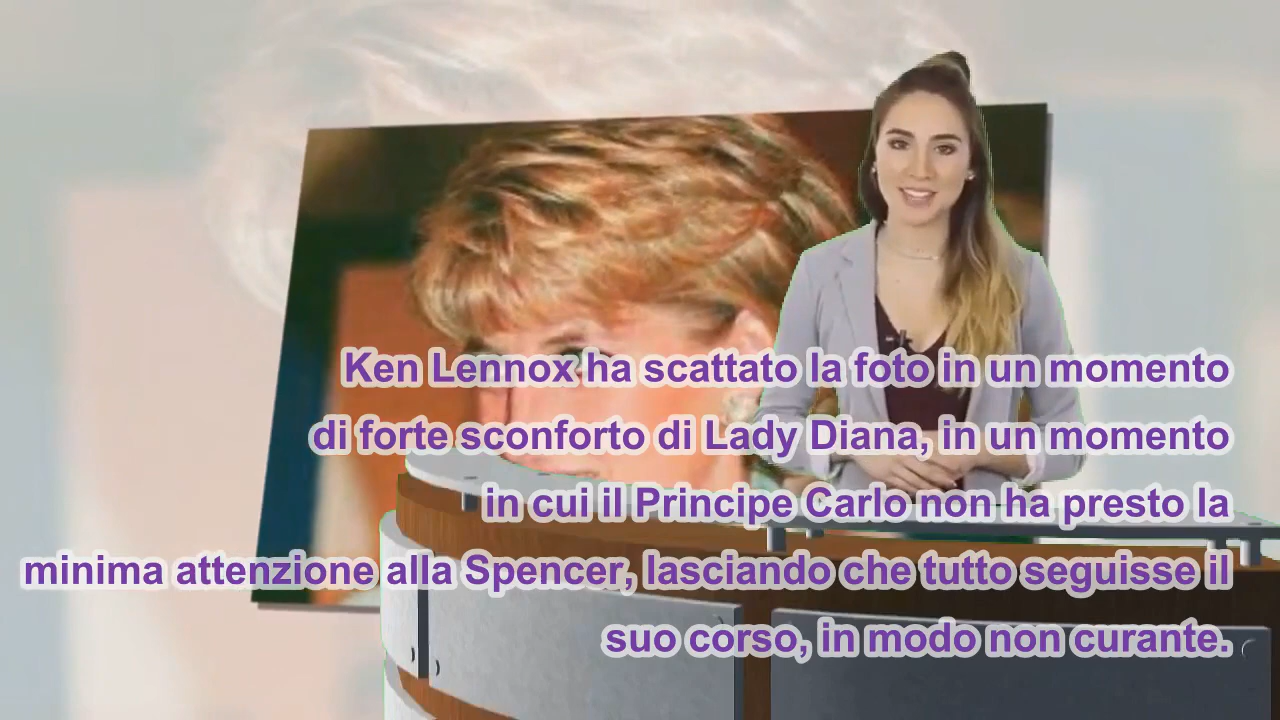 Ken Lennox ha scattato la foto in un momento
di forte sconforto di Lady Diana, in un momento
in cui il Principe Carlo non ha presto la
minima attenzione alla Spencer, lasciando che tutto seguisse il
suo corso, in modo non curante.